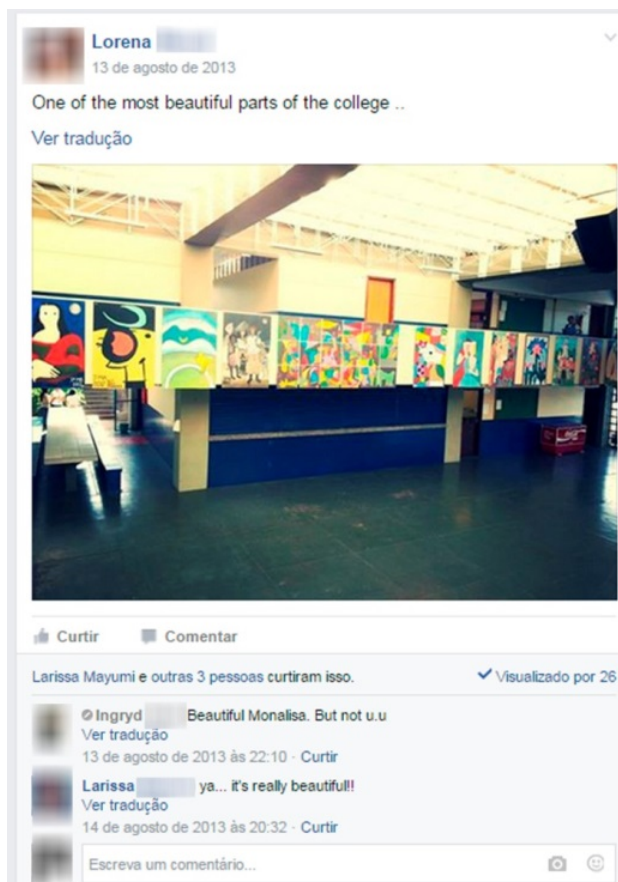 Lorena
13 de agosto de 2013
One of the most beautiful parts of the college ..
Ver tradução
Curtir Comentar
Larissa Mayumi e outras 3 pessoas curtiram isso. Visualizado por 26
Ingryd Beautiful Monalisa. But not u.u
Ver tradução
13 de agosto de 2013 às 22:10 · Curtir
Larissa ya... it's really beautiful!!
Ver tradução
14 de agosto de 2013 às 20:32 · Curtir
Escreva um comentário...